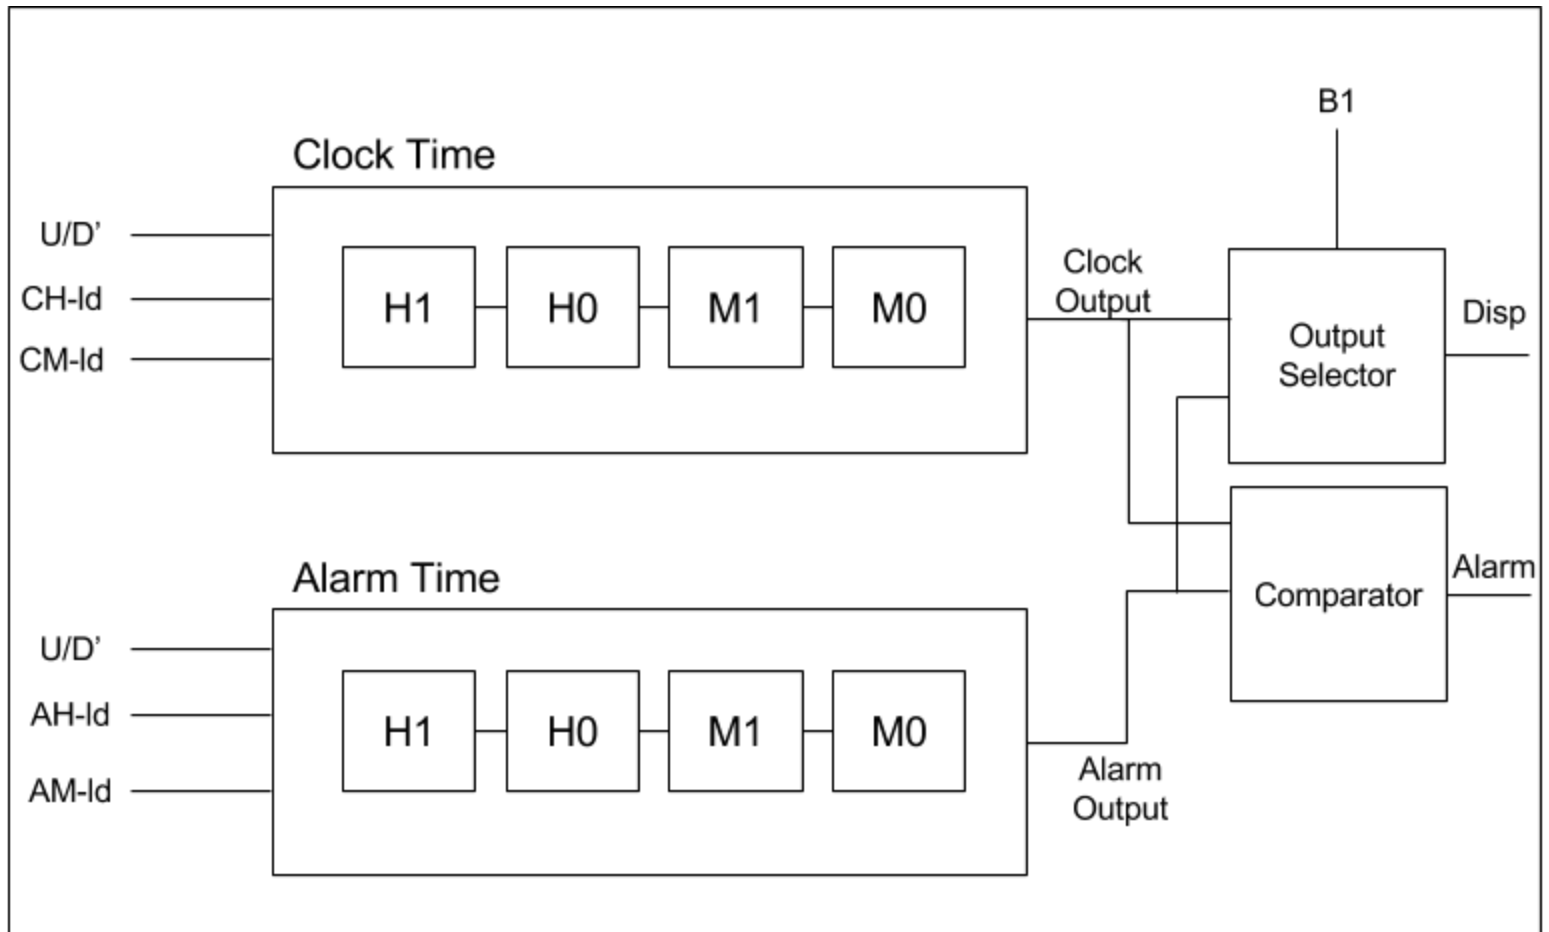 B1
Clock Time
U/D’
CH-ld
CM-ld
H1
H0
M1
M0
Clock
Output
Output
Selector
Disp
Alarm Time
U/D’
AH-ld
AM-ld
H1
H0
M1
M0
Alarm
Output
Comparator
Alarm